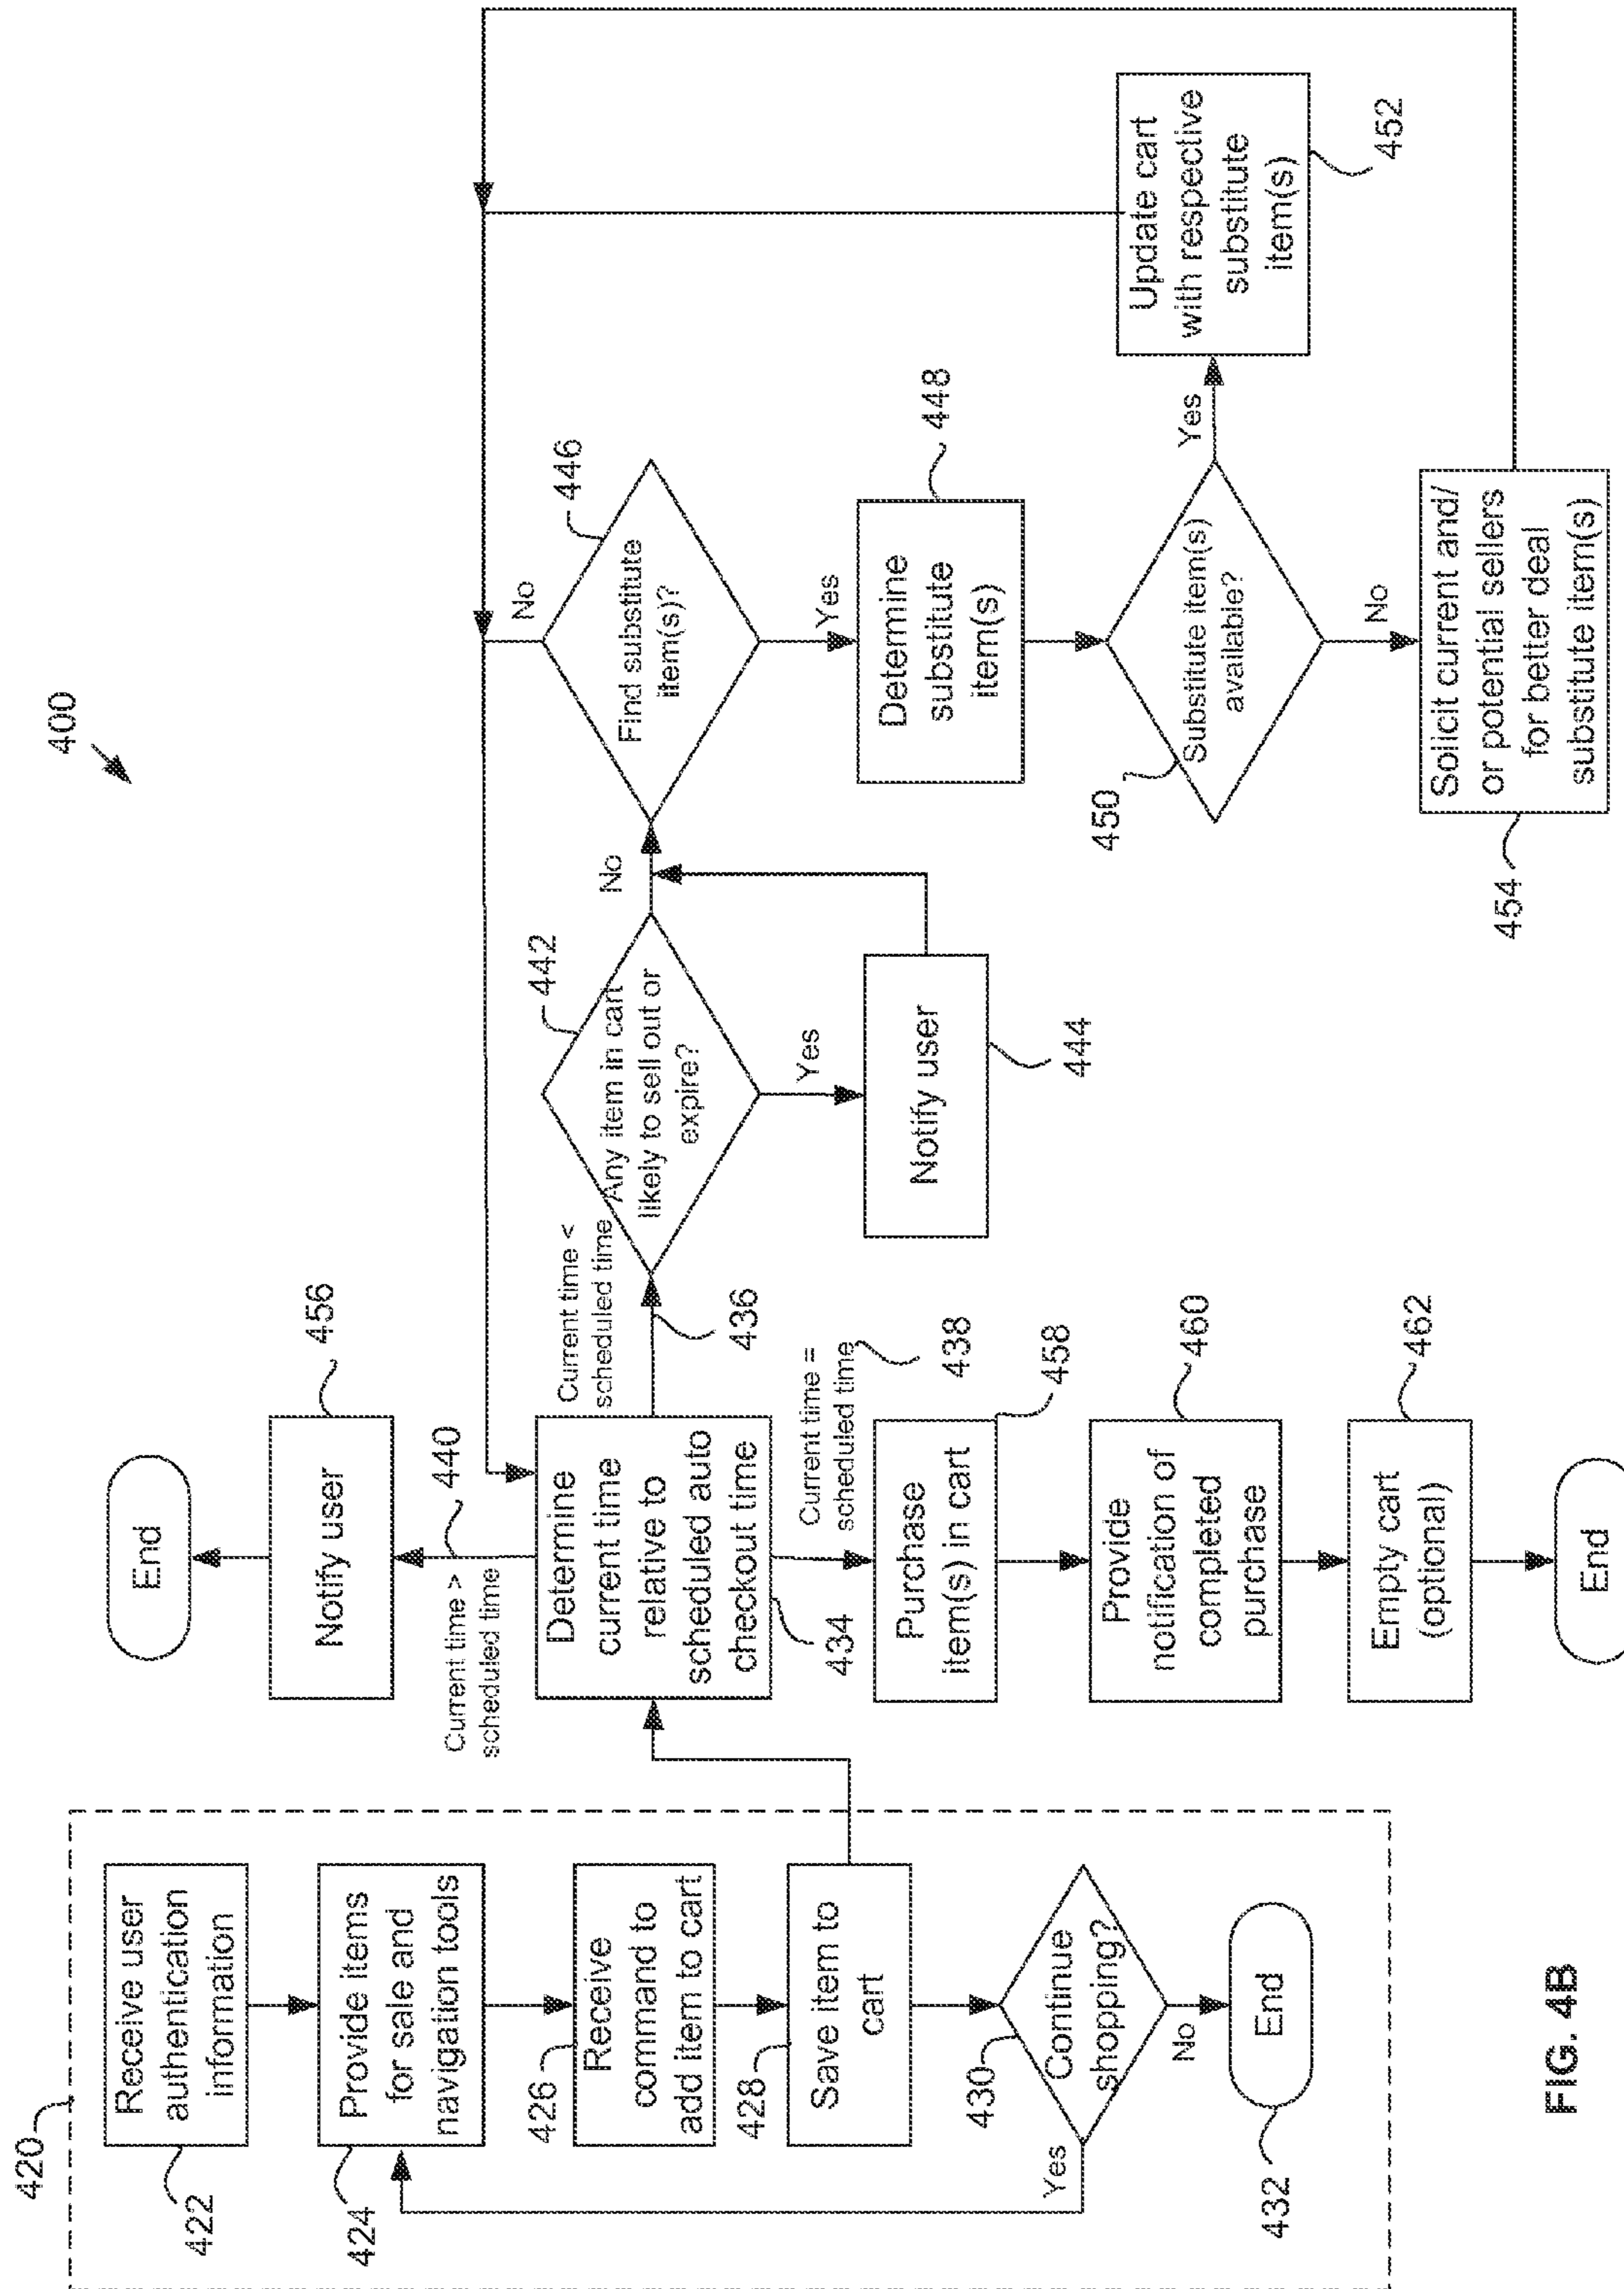 400
420
Receive user
authentication
information
422
Provide items
for sale and
navigation tools
424
426
Receive
command to
add item to cart
428
Save item to
cart
430
Continue
shopping?
Yes
No
End
432
End
Notify user
456
440
Current time >
scheduled time
Determine
current time
relative to
scheduled auto
checkout time
434
Current time <
scheduled time
436
Current time =
scheduled time
438
Purchase
item(s) in cart
458
Provide
notification of
completed
purchase
460
Empty cart
(optional)
462
End
442
Any item in cart
likely to sell out or
expire?
No
Yes
Notify user
444
446
Find substitute
item(s)?
No
Yes
Determine
substitute
item(s)
448
450
Substitute item(s)
available?
Yes
No
Update cart
with respective
substitute
item(s)
452
Solicit current and/
or potential sellers
for better deal
substitute item(s)
454
FIG. 4B